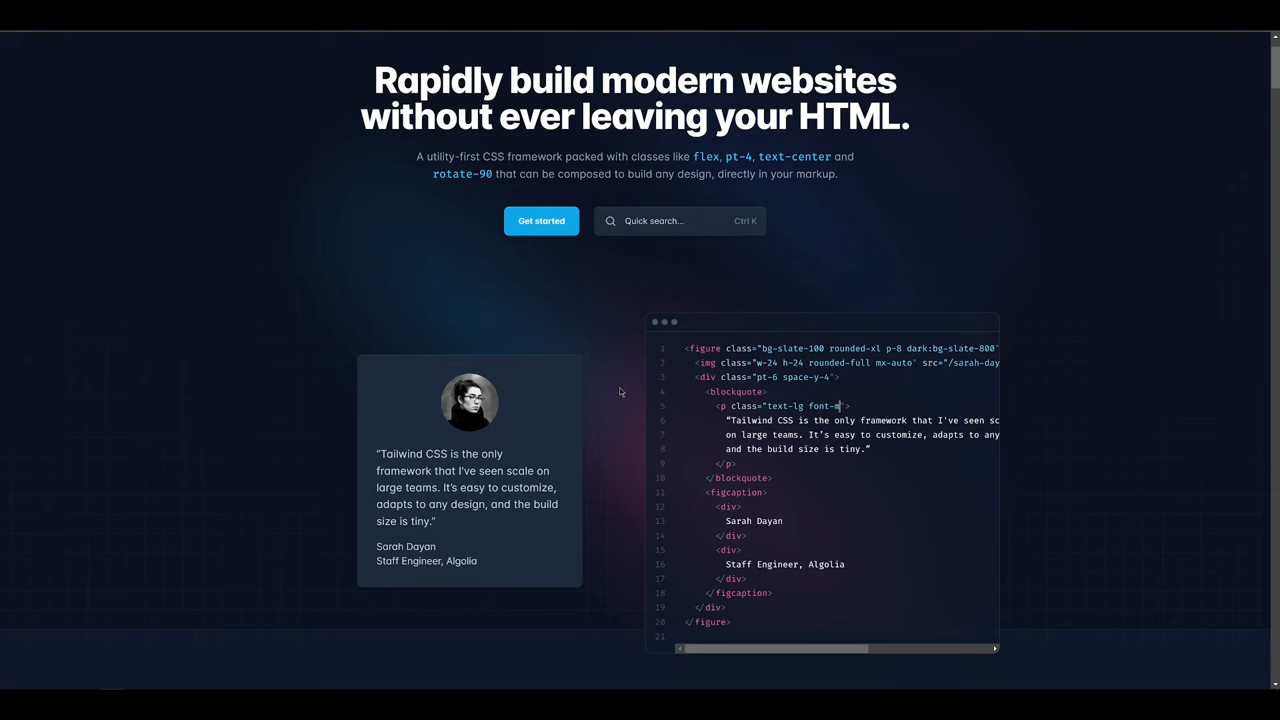 Rapidly build modern websites
without ever leaving your HTML.
A utility-first CSS framework packed with classes like flex, pt-4, text-center and
rotate-90 that can be composed to build any design, directly in your markup.
Get started
Quick search...
Ctrl K
“Tailwind CSS is the only
framework that I've seen scale on
large teams. It’s easy to customize,
adapts to any design, and the build
size is tiny.”
Sarah Dayan
Staff Engineer, Algolia
1 <figure class="bg-slate-100 rounded-xl p-8 dark:bg-slate-800"
2 <img class="w-24 h-24 rounded-full mx-auto" src="/sarah-day
3 <div class="pt-6 space-y-4">
4 <blockquote>
5 <p class="text-lg font-m">
6 “Tailwind CSS is the only framework that I've seen sc
7 on large teams. It’s easy to customize, adapts to any
8 and the build size is tiny.”
9 </p>
10 </blockquote>
11 <figcaption>
12 <div>
13 Sarah Dayan
14 </div>
15 <div>
16 Staff Engineer, Algolia
17 </div>
18 </figcaption>
19 </div>
20 </figure>
21